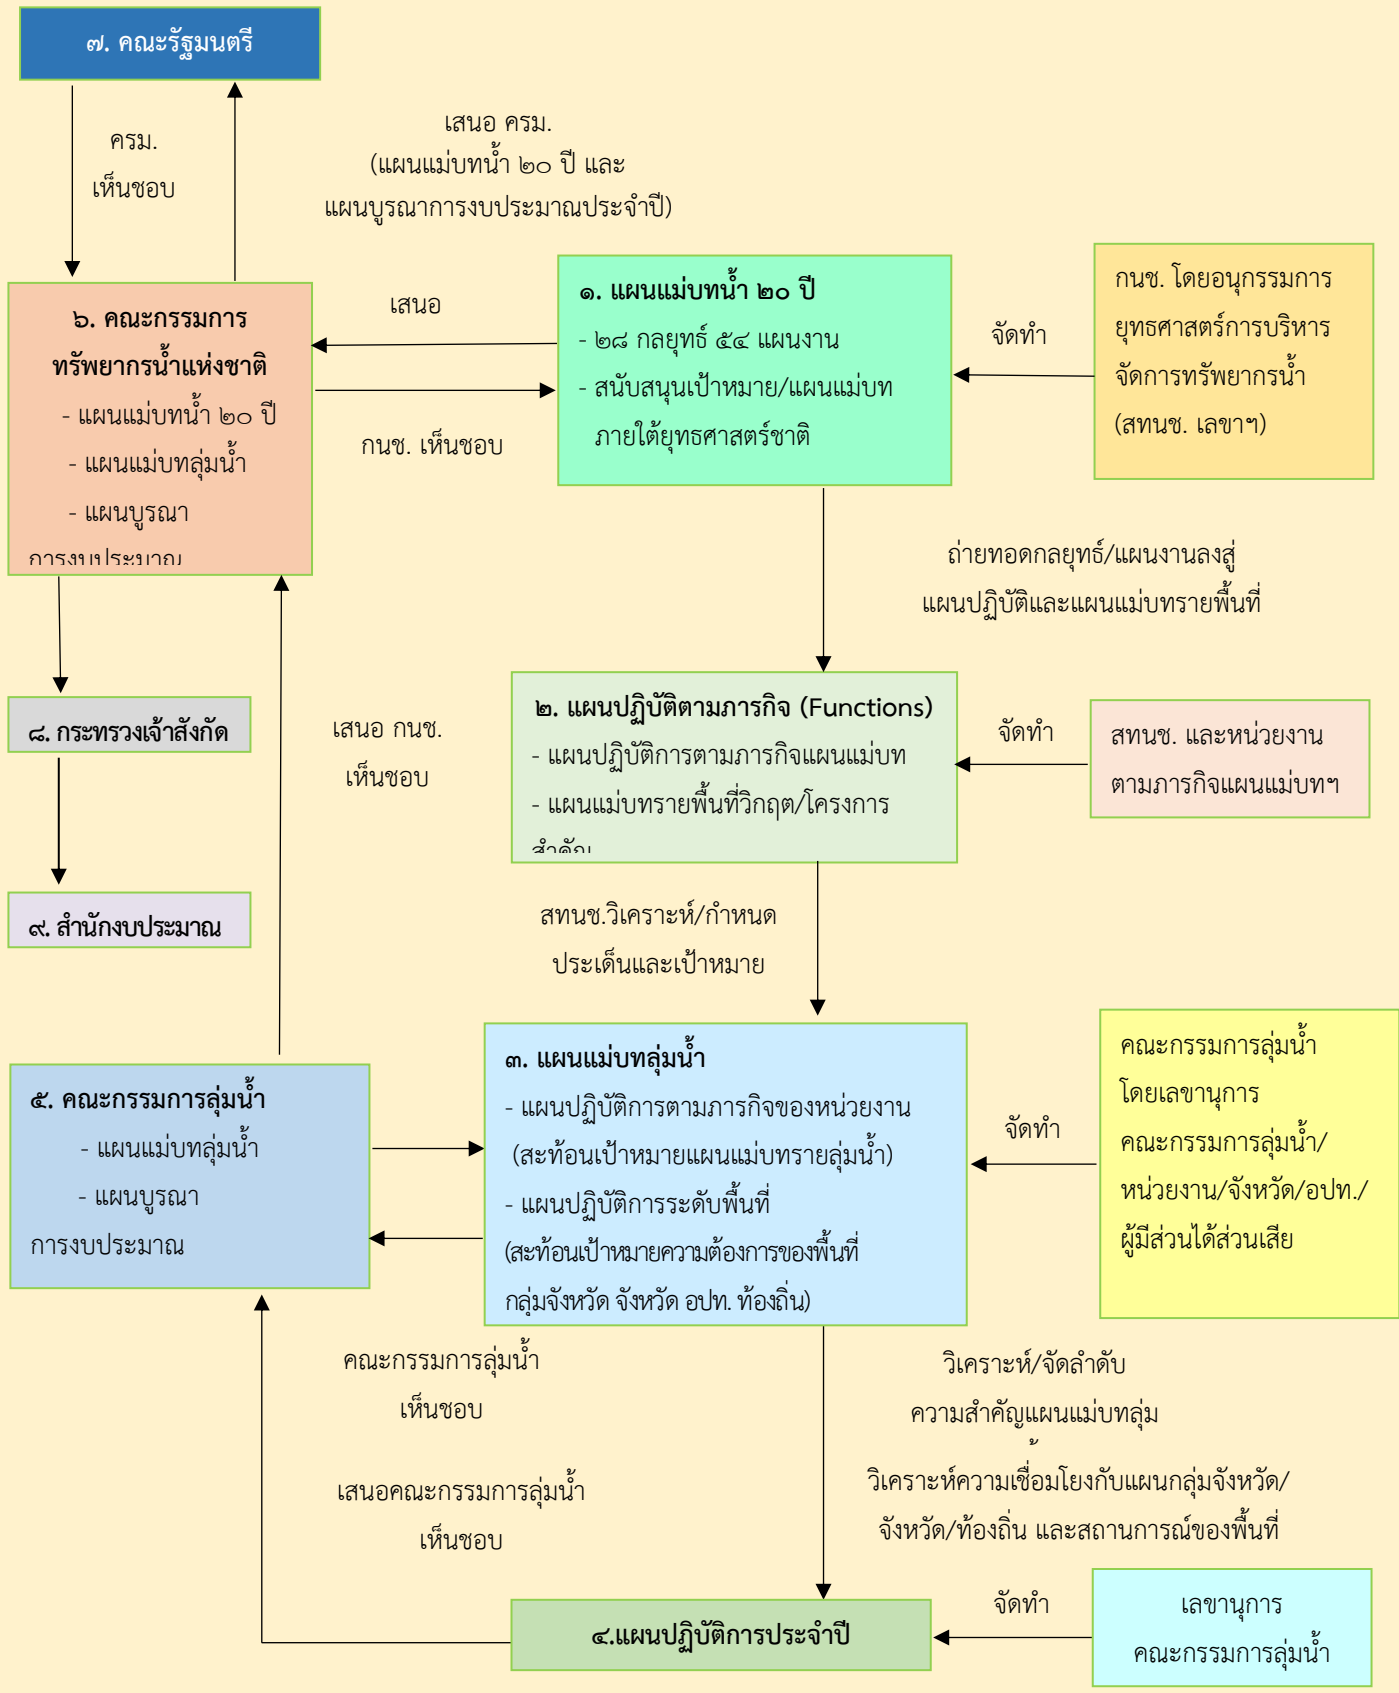 ๗. คณะรัฐมนตรี
ครม.
เห็นชอบ
เสนอ ครม.
(แผนแม่บทน้ำ ๒๐ ปี และ
แผนบูรณาการงบประมาณประจำปี)
๖. คณะกรรมการ
ทรัพยากรน้ำแห่งชาติ
- แผนแม่บทน้ำ ๒๐ ปี
- แผนแม่บทลุ่มน้ำ
- แผนบูรณา
การงบประมาณ
เสนอ
กนช. เห็นชอบ
๑. แผนแม่บทน้ำ ๒๐ ปี
- ๒๘ กลยุทธ์ ๕๔ แผนงาน
- สนับสนุนเป้าหมาย/แผนแม่บท
ภายใต้ยุทธศาสตร์ชาติ
จัดทำ
กนช. โดยอนุกรรมการ
ยุทธศาสตร์การบริหาร
จัดการทรัพยากรน้ำ
(สทนช. เลขาฯ)
ถ่ายทอดกลยุทธ์/แผนงานลงสู่
แผนปฏิบัติและแผนแม่บทรายพื้นที่
๘. กระทรวงเจ้าสังกัด
๙. สำนักงบประมาณ
เสนอ กนช.
เห็นชอบ
๒. แผนปฏิบัติตามภารกิจ (Functions)
- แผนปฏิบัติการตามภารกิจแผนแม่บท
- แผนแม่บทรายพื้นที่วิกฤต/โครงการ
สำคัญ
จัดทำ
สทนช. และหน่วยงาน
ตามภารกิจแผนแม่บทฯ
สทนช.วิเคราะห์/กำหนด
ประเด็นและเป้าหมาย
๕. คณะกรรมการลุ่มน้ำ
- แผนแม่บทลุ่มน้ำ
- แผนบูรณา
การงบประมาณ
๓. แผนแม่บทลุ่มน้ำ
- แผนปฏิบัติการตามภารกิจของหน่วยงาน
(สะท้อนเป้าหมายแผนแม่บทรายลุ่มน้ำ)
- แผนปฏิบัติการระดับพื้นที่
(สะท้อนเป้าหมายความต้องการของพื้นที่
กลุ่มจังหวัด จังหวัด อปท. ท้องถิ่น)
จัดทำ
คณะกรรมการลุ่มน้ำ
โดยเลขานุการ
คณะกรรมการลุ่มน้ำ/
หน่วยงาน/จังหวัด/อปท./
ผู้มีส่วนได้ส่วนเสีย
คณะกรรมการลุ่มน้ำ
เห็นชอบ
เสนอคณะกรรมการลุ่มน้ำ
เห็นชอบ
วิเคราะห์/จัดลำดับ
ความสำคัญแผนแม่บทลุ่ม
วิเคราะห์ความเชื่อมโยงกับแผนกลุ่มจังหวัด/
จังหวัด/ท้องถิ่น และสถานการณ์ของพื้นที่
๔.แผนปฏิบัติการประจำปี
จัดทำ
เลขานุการ
คณะกรรมการลุ่มน้ำ